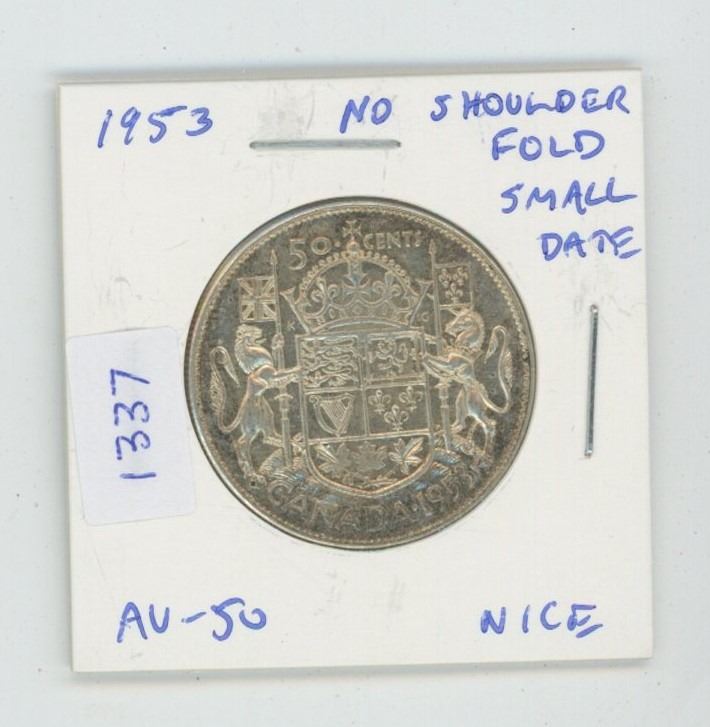 1953 NO SHOULDER
FOLD
SMALL
DATE
50 CENTS
K G
CANADA·1953
1337
AU-50 NICE